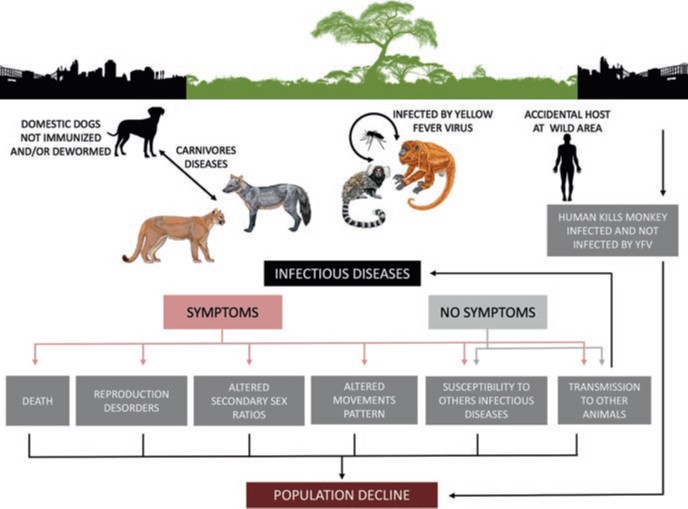 DOMESTIC DOGS
NOT IMMUNIZED
AND/OR DEWORMED
CARNIVORES
DISEASES
INFECTED BY YELLOW
FEVER VIRUS
ACCIDENTAL HOST
AT WILD AREA
HUMAN KILLS MONKEY
INFECTED AND NOT
INFECTED BY YFV
INFECTIOUS DISEASES
SYMPTOMS
NO SYMPTOMS
DEATH
REPRODUCTION
DESORDERS
ALTERED
SECONDARY SEX
RATIOS
ALTERED
MOVEMENTS
PATTERN
SUSCEPTIBILITY TO
OTHERS INFECTIOUS
DISEASES
TRANSMISSION
TO OTHER
ANIMALS
POPULATION DECLINE